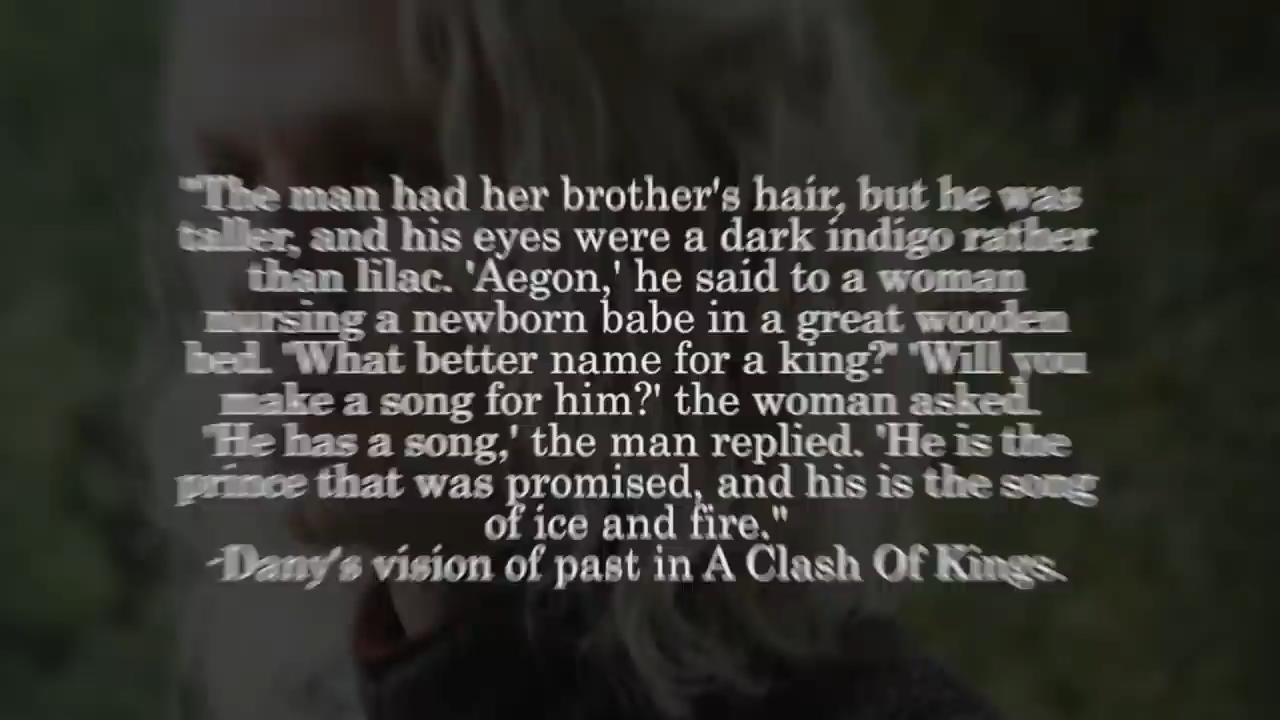 "The man had her brother's hair, but he was
taller, and his eyes were a dark indigo rather
than lilac. 'Aegon,' he said to a woman
nursing a newborn babe in a great wooden
bed. 'What better name for a king?' 'Will you
make a song for him?' the woman asked.
'He has a song,' the man replied. 'He is the
prince that was promised, and his is the song
of ice and fire."
-Dany's vision of past in A Clash Of Kings.